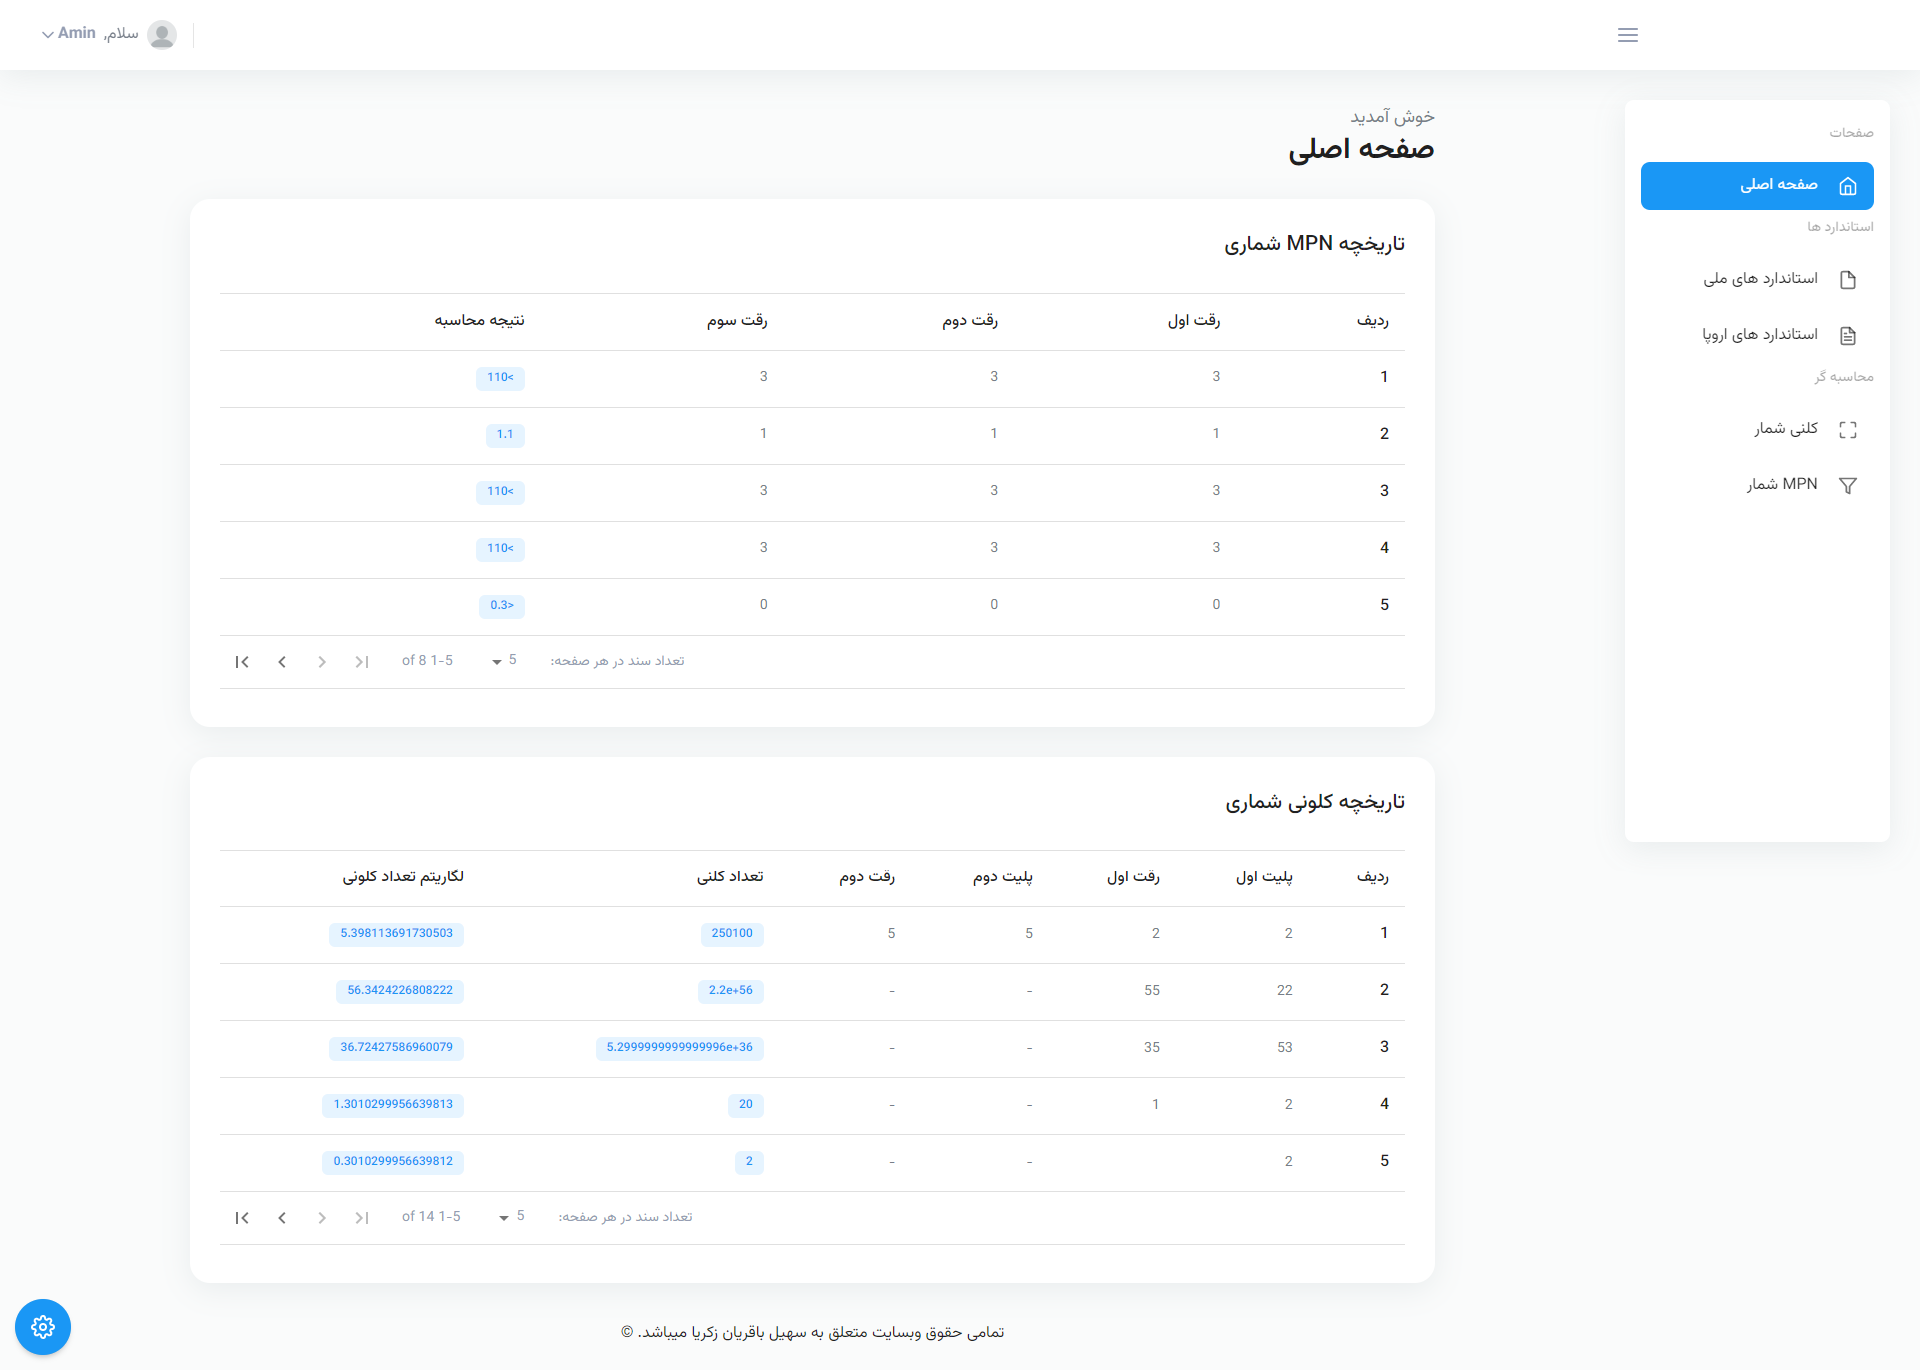 سلام, Amin
صفحات
صفحه اصلی
استاندارد ها
استاندارد های ملی
استاندارد های اروپا
محاسبه گر
کلنی شمار
MPN شمار
خوش آمدید
صفحه اصلی
تاریخچه MPN شماری
ردیف رقت اول رقت دوم رقت سوم نتیجه محاسبه
1 3 3 3 110<
2 1 1 1 1.1
3 3 3 3 110<
4 3 3 3 110<
5 0 0 0 0.3>
تعداد سند در هر صفحه: 5 1-5 of 8
تاریخچه کلونی شماری
ردیف پلیت اول رقت اول پلیت دوم رقت دوم تعداد کلنی لگاریتم تعداد کلونی
1 2 2 5 5 250100 5.398113691730503
2 22 55 - - 2.2e+56 56.3424226808222
3 53 35 - - 5.2999999999999996e+36 36.72427586960079
4 2 1 - - 20 1.3010299956639813
5 2 - - 2 0.3010299956639812
تعداد سند در هر صفحه: 5 1-5 of 14
تمامی حقوق وبسایت متعلق به سهیل باقریان زکریا میباشد. ©